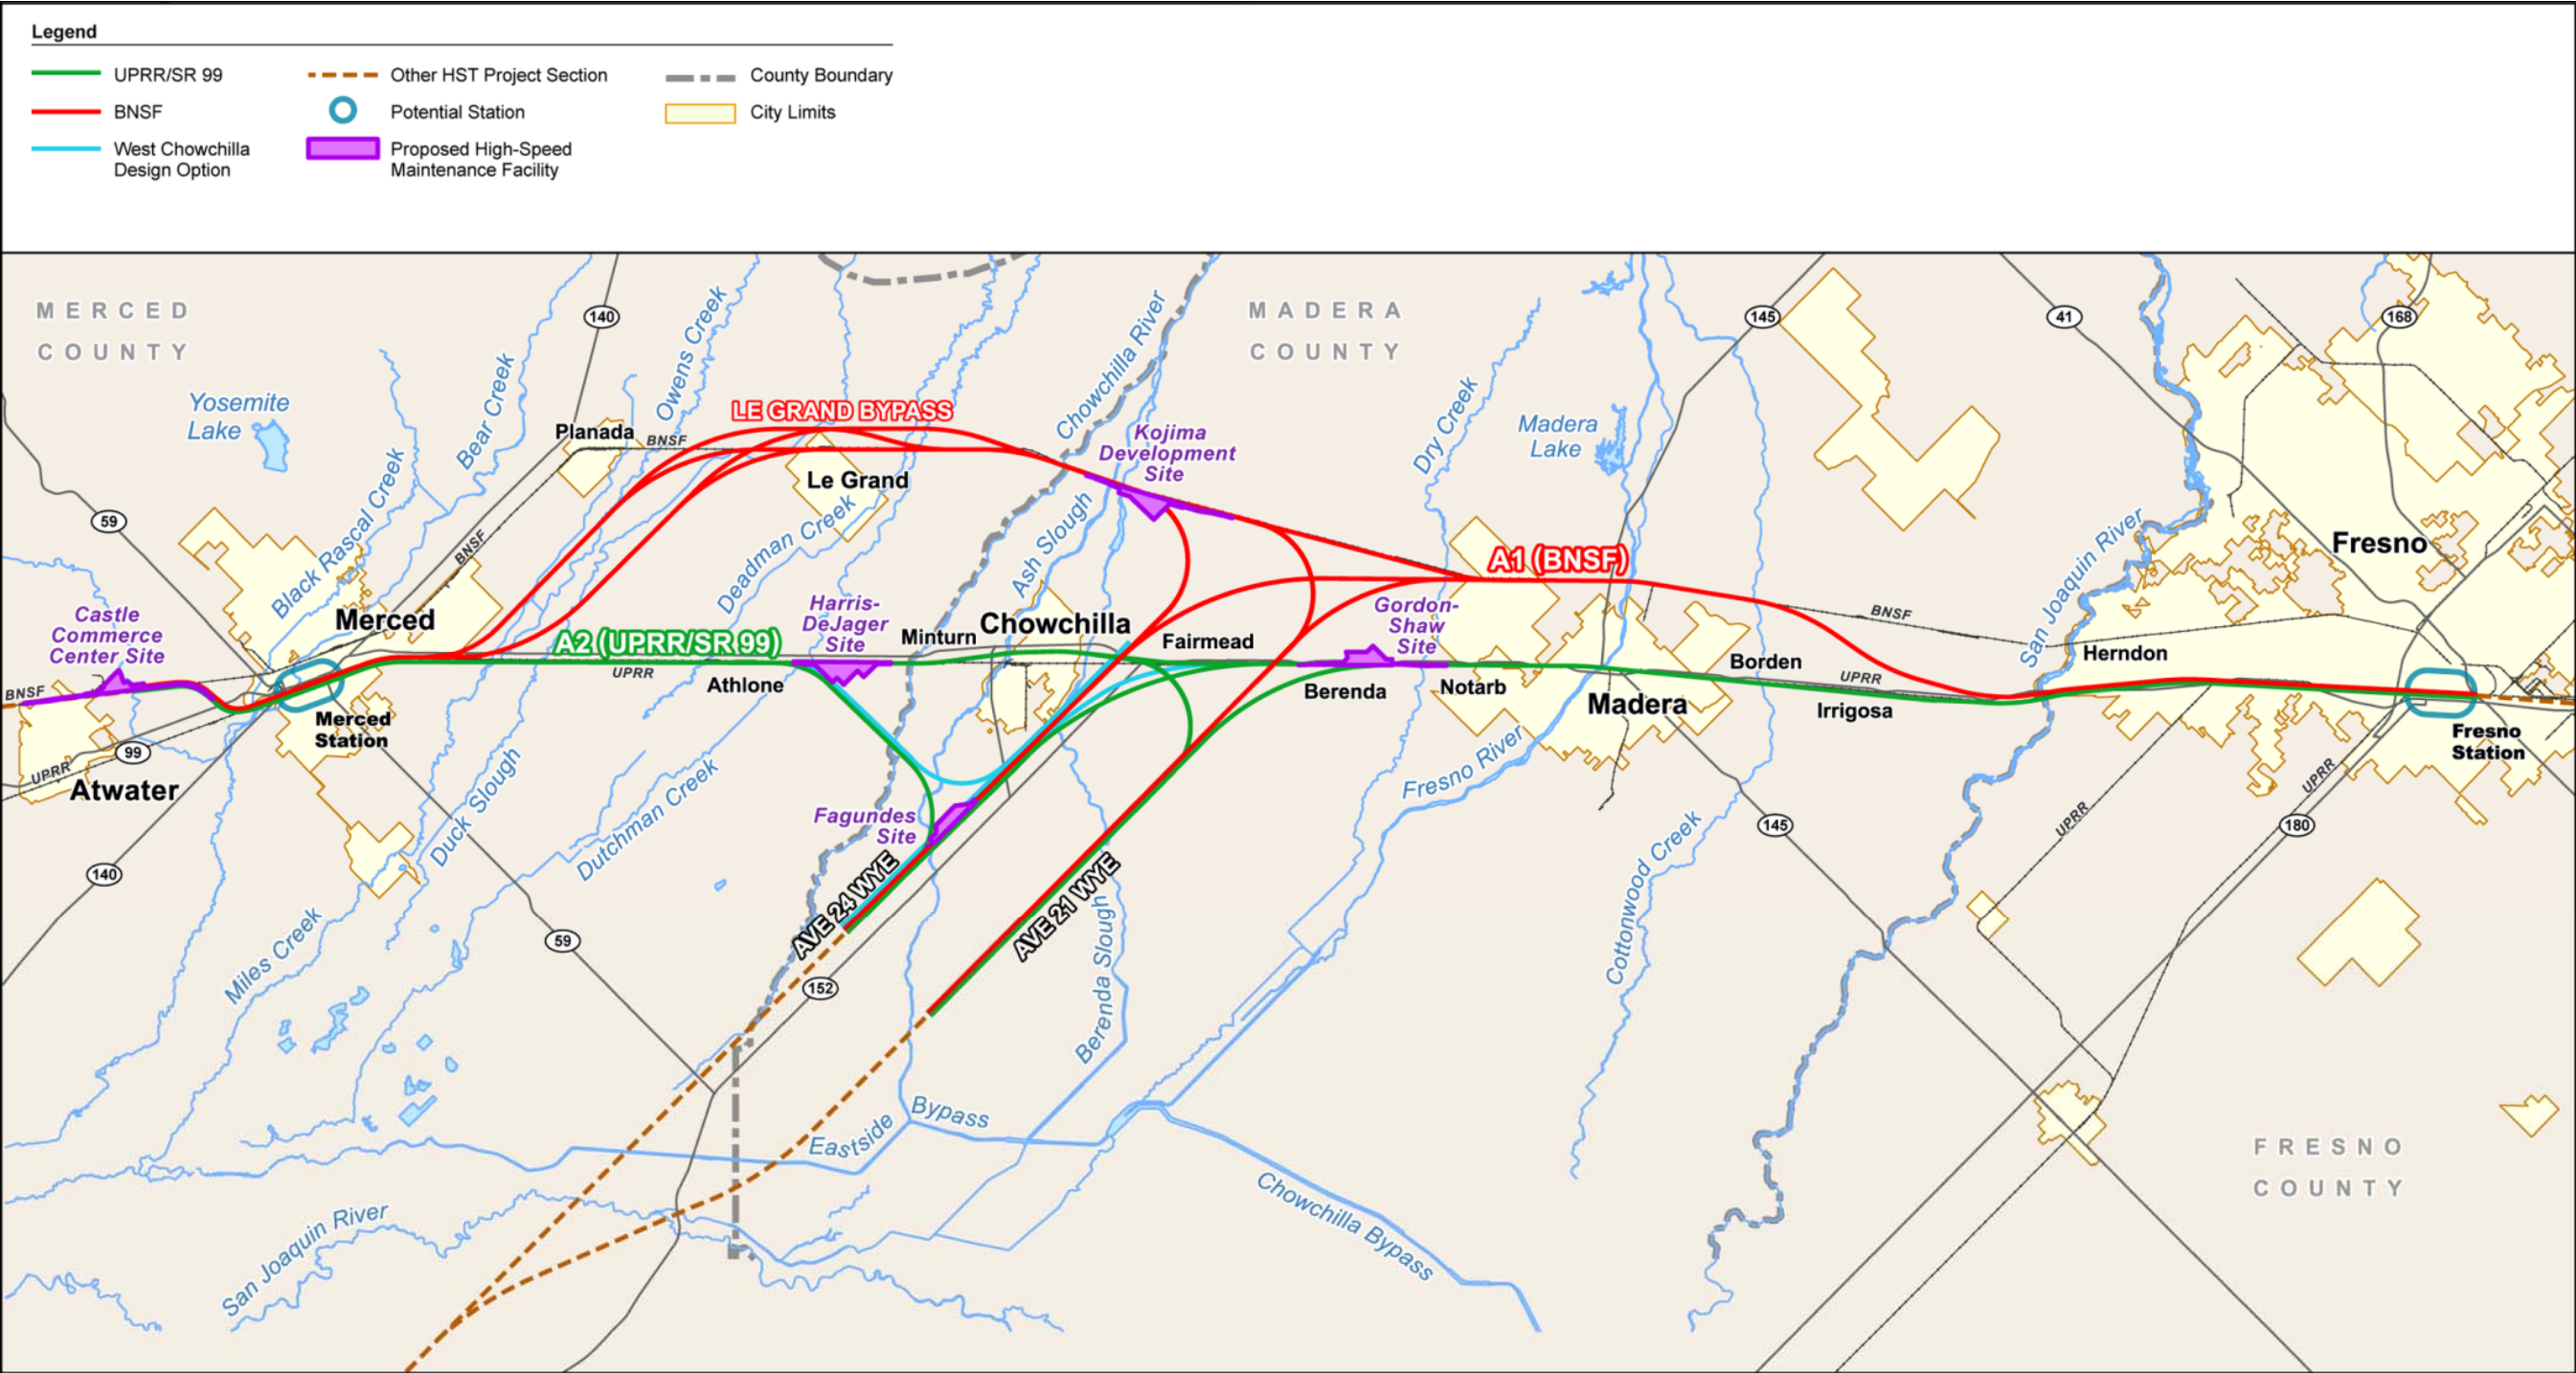 Legend
UPRR/SR 99
BNSF
West Chowchilla
Design Option
Other HST Project Section
Potential Station
Proposed High-Speed
Maintenance Facility
County Boundary
City Limits
MERCED
COUNTY
MADERA
COUNTY
140
145
41
168
Yosemite
Lake
Bear Creek
Owens Creek
Chowchilla River
LE GRAND BYPASS
Planada
BNSF
Kojima
Development
Site
Dry Creek
Madera
Lake
Le Grand
Black Rascal Creek
59
BNSF
Deadman Creek
Ash Slough
A1 (BNSF)
San Joaquin River
Fresno
Castle
Commerce
Center Site
Merced
Harris-
DeJager
Site
Gordon-
Shaw
Site
BNSF
A2 (UPRR/SR 99)
Minturn
Chowchilla
Fairmead
Herndon
BNSF
UPRR
Athlone
Berenda
Notarb
Borden
UPRR
Irrigosa
Madera
Merced
Station
Fresno
Station
99
UPRR
Atwater
Duck Slough
Dutchman Creek
Fagundes
Site
Fresno River
UPRR
UPRR
140
145
180
AVE 24 WYE
AVE 21 WYE
Cottonwood Creek
Miles Creek
59
152
Berenda Slough
Eastside
Bypass
San Joaquin River
Chowchilla Bypass
FRESNO
COUNTY